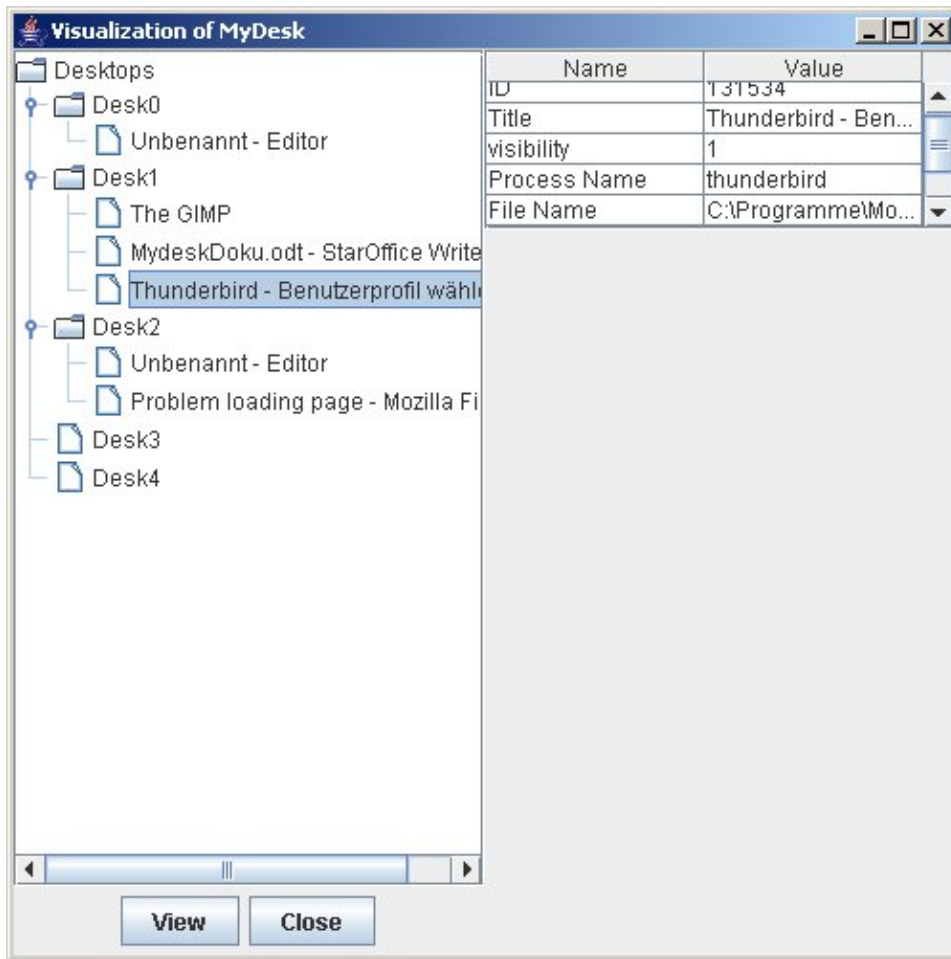 Visualization of MyDesk
Desktops
Desk0
Unbenannt - Editor
Desk1
The GIMP
MydeskDoku.odt - StarOffice Write
Thunderbird - Benutzerprofil wähl
Desk2
Unbenannt - Editor
Problem loading page - Mozilla Fi
Desk3
Desk4
Name Value
ID 131534
Title Thunderbird - Ben...
visibility 1
Process Name thunderbird
File Name C:\Programme\Mo...
View Close